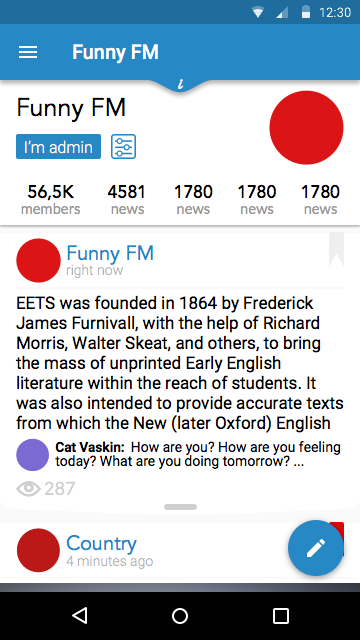 12:30
Funny FM
i
Funny FM
I'm admin
56,5K 4581 1780 1780 1780
members news news news news
Funny FM
right now
EETS was founded in 1864 by Frederick
James Furnivall, with the help of Richard
Morris, Walter Skeat, and others, to bring
the mass of unprinted Early English
literature within the reach of students. It
was also intended to provide accurate texts
from which the New (later Oxford) English
Cat Vaskin: How are you? How are you feeling
today? What are you doing tomorrow? ...
287
Country
4 minutes ago